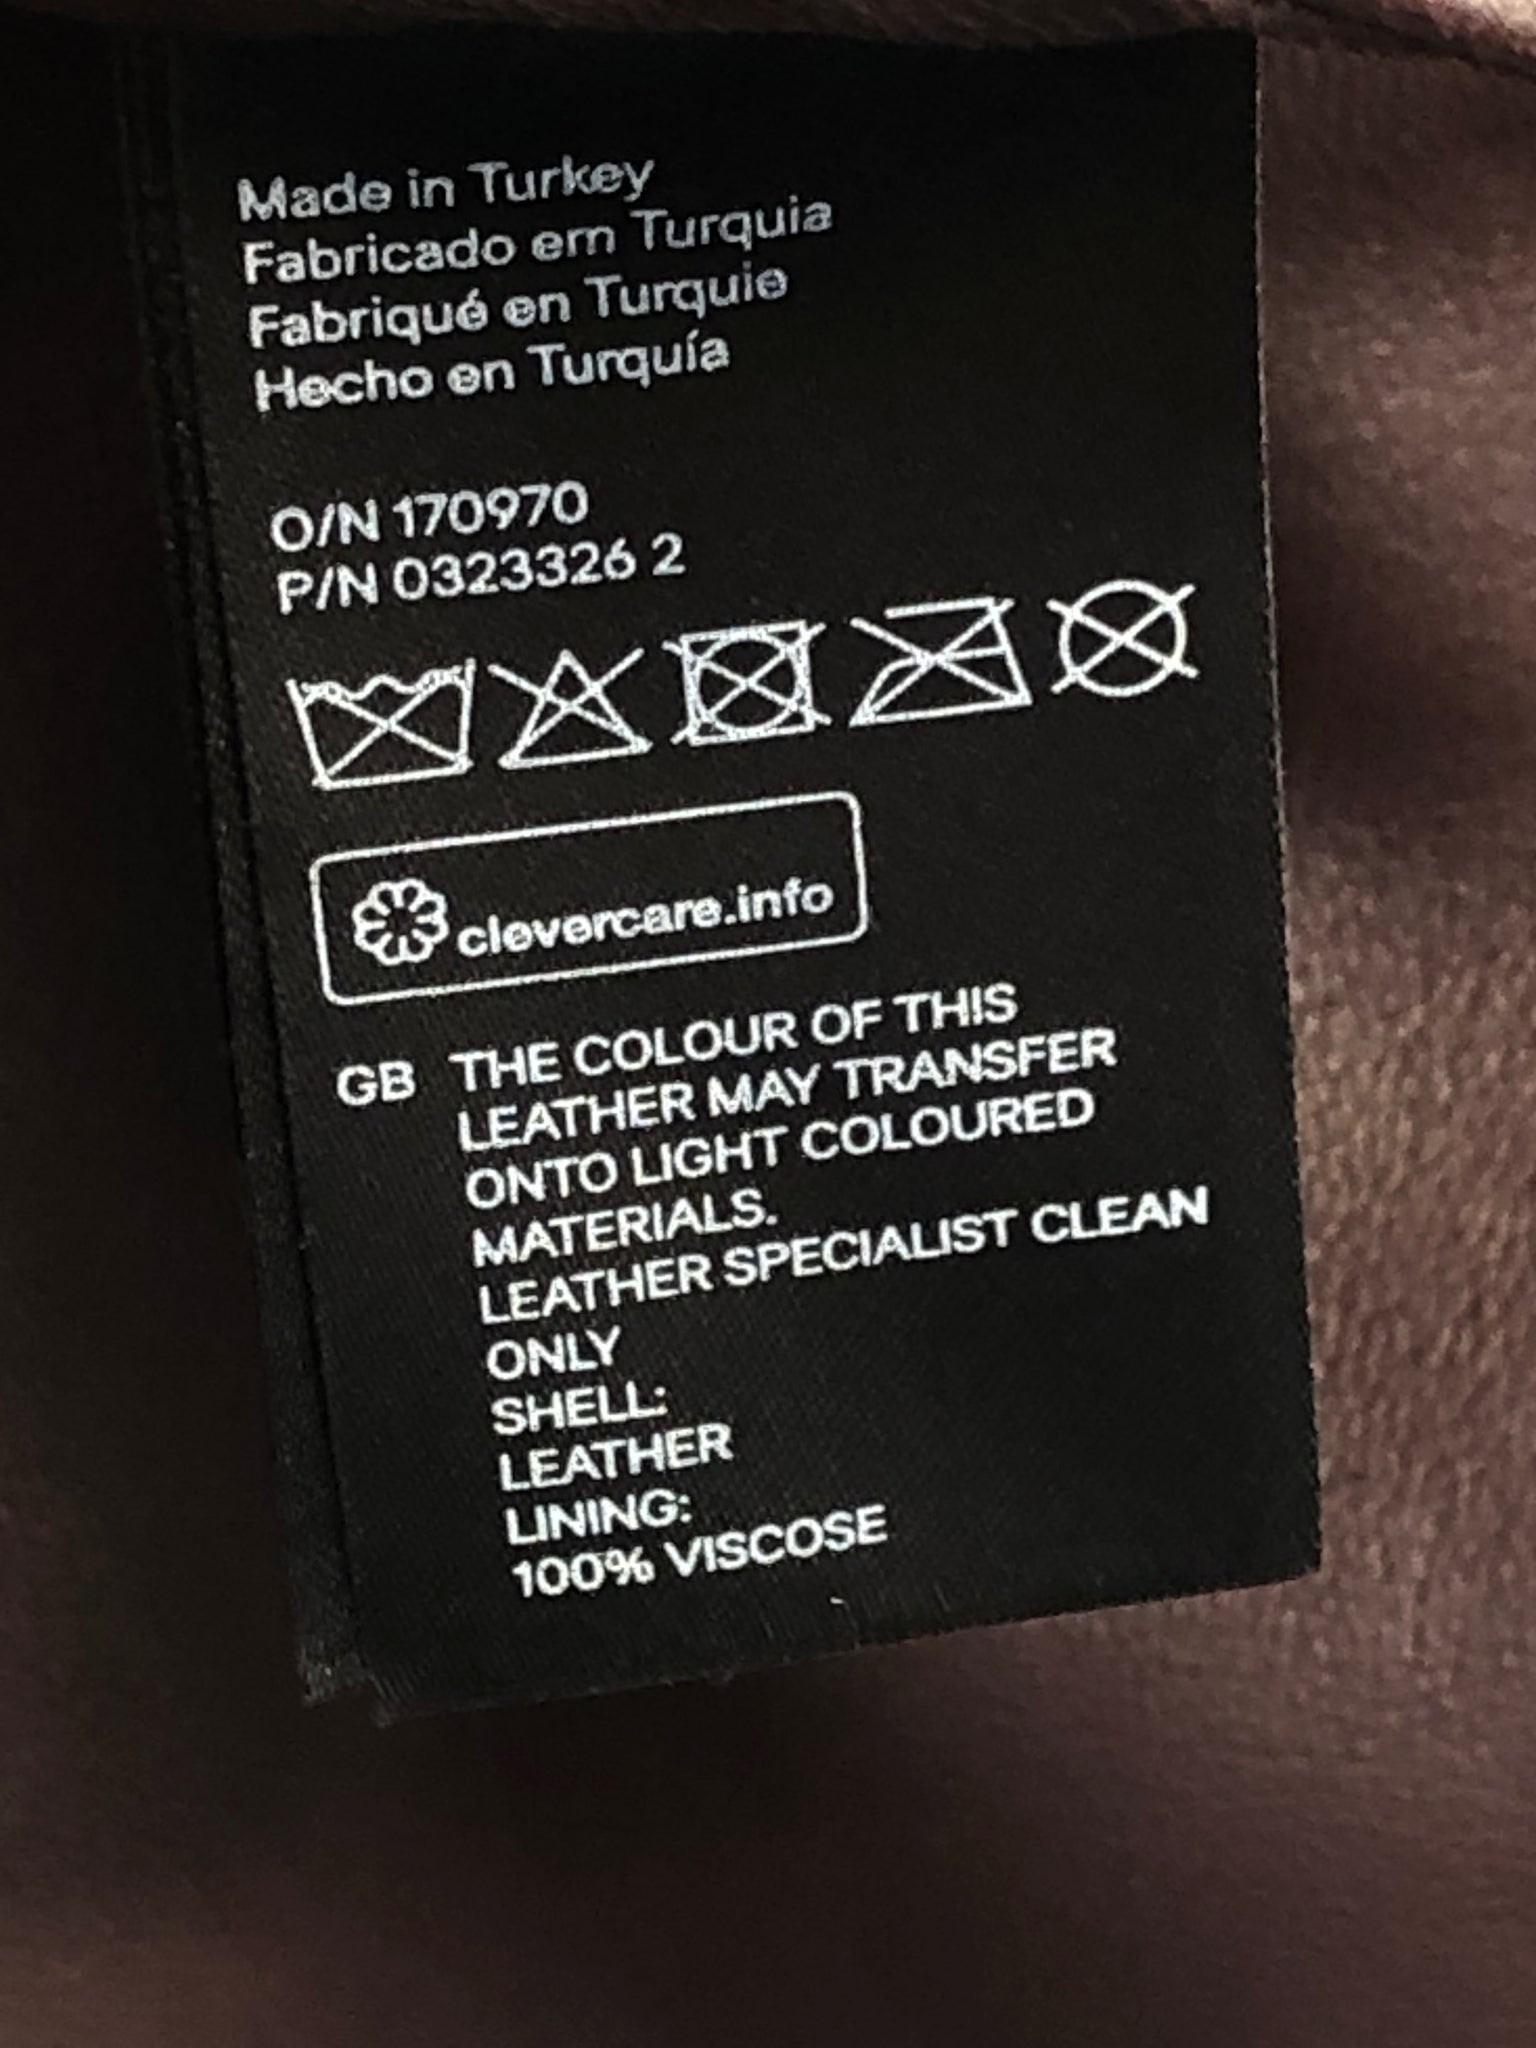 Made in Turkey
Fabricado em Turquia
Fabriqué en Turquie
Hecho en Turquía
O/N 170970
P/N 0323326 2
clevercare.info
GB THE COLOUR OF THIS
LEATHER MAY TRANSFER
ONTO LIGHT COLOURED
MATERIALS.
LEATHER SPECIALIST CLEAN
ONLY
SHELL:
LEATHER
LINING:
100% VISCOSE